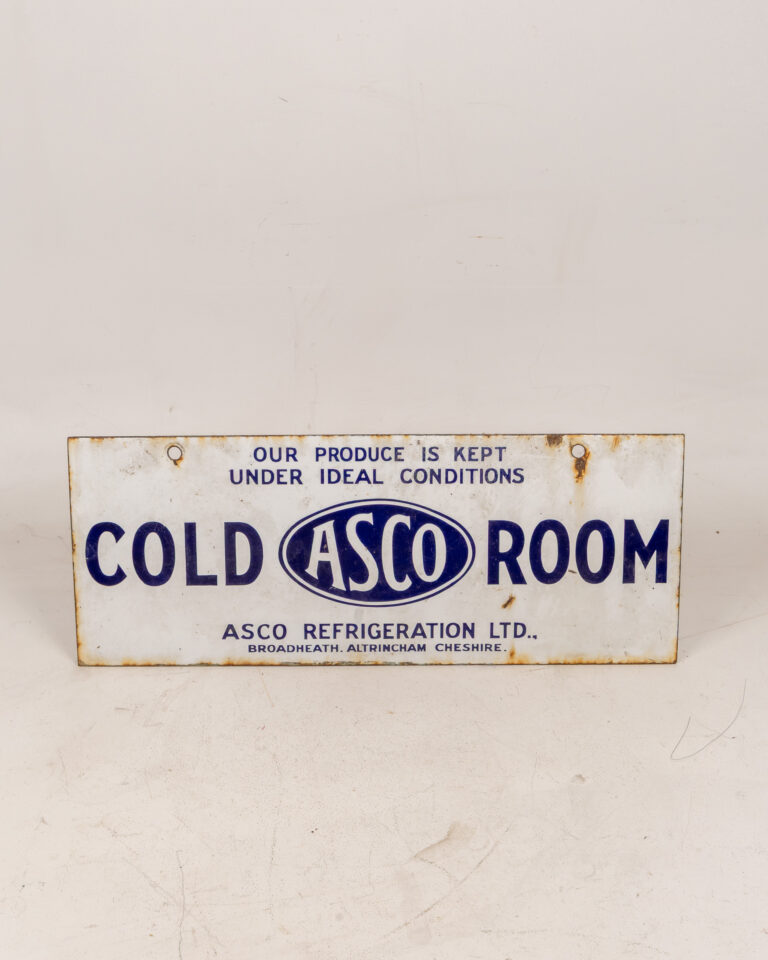 OUR PRODUCE IS KEPT
UNDER IDEAL CONDITIONS
COLD ASCO ROOM
ASCO REFRIGERATION LTD.,
BROADHEATH. ALTRINCHAM CHESHIRE.